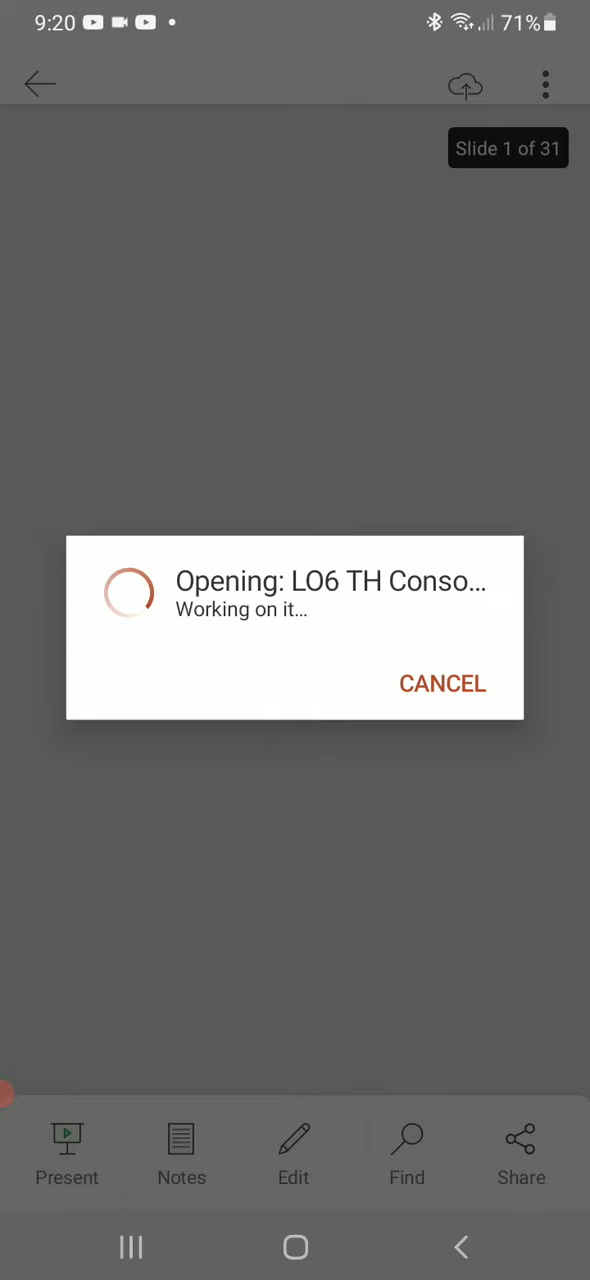 9:20
71%
Slide 1 of 31
Opening: LO6 TH Conso...
Working on it...
CANCEL
Present
Notes
Edit
Find
Share